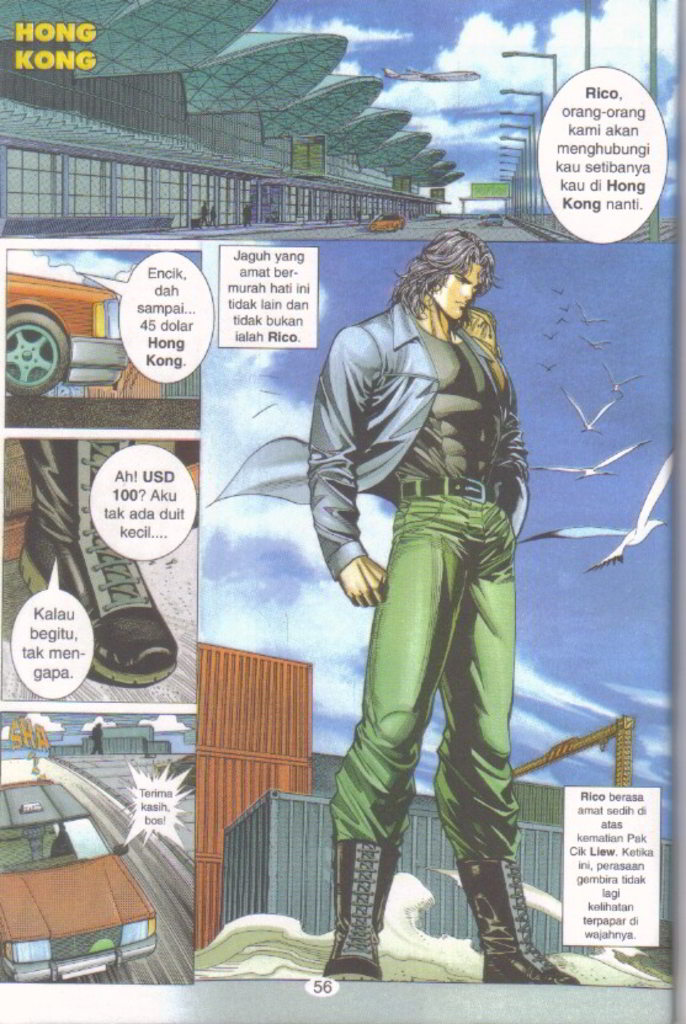 HONG
KONG
Rico,
orang-orang
kami akan
menghubungi
kau setibanya
kau di Hong
Kong nanti.
Encik,
dah
sampai...
45 dolar
Hong
Kong.
Jaguh yang
amat ber-
murah hati ini
tidak lain dan
tidak bukan
ialah Rico.
Ah! USD
100? Aku
tak ada duit
kecil....
Kalau
begitu,
tak men-
gapa.
SHA
Terima
kasih,
bos!
Rico berasa
amat sedih di
atas
kematian Pak
Cik Liew. Ketika
ini, perasaan
gembira tidak
lagi
kelihatan
terpapar di
wajahnya.
56